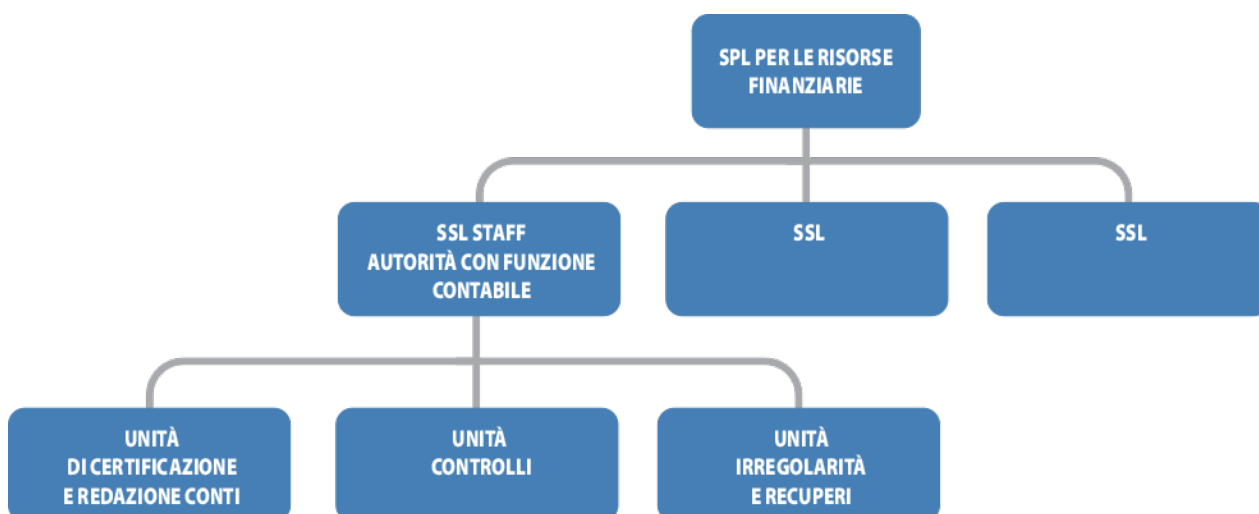 SPL PER LE RISORSE
FINANZIARIE
SSL STAFF
AUTORITÀ CON FUNZIONE
CONTABILE
SSL
SSL
UNITÀ
DI CERTIFICAZIONE
E REDAZIONE CONTI
UNITÀ
CONTROLLI
UNITÀ
IRREGOLARITÀ
E RECUPERI